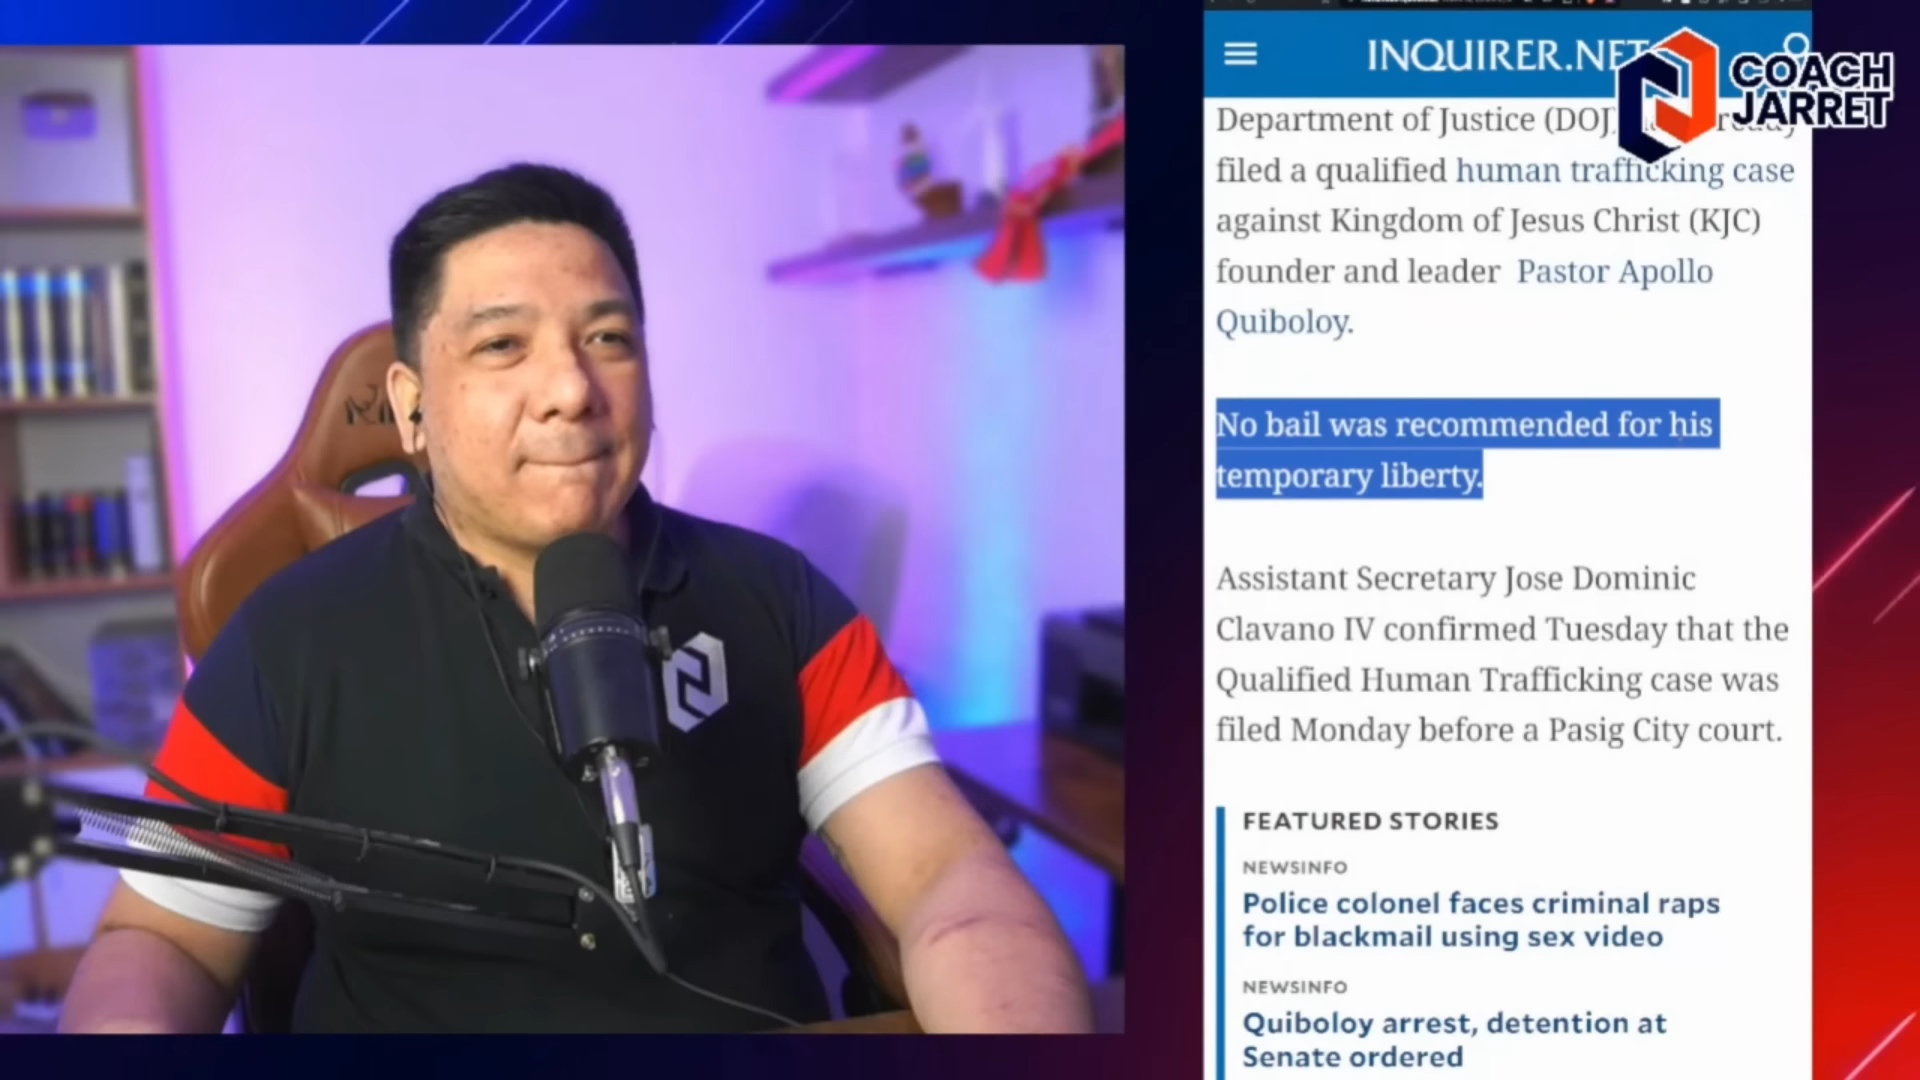 INQUIRER.NET
COACH
JARRET
Department of Justice (DOJ)
filed a qualified human trafficking case
against Kingdom of Jesus Christ (KJC)
founder and leader Pastor Apollo
Quiboloy.
No bail was recommended for his
temporary liberty.
Assistant Secretary Jose Dominic
Clavano IV confirmed Tuesday that the
Qualified Human Trafficking case was
filed Monday before a Pasig City court.
FEATURED STORIES
NEWSINFO
Police colonel faces criminal raps
for blackmail using sex video
NEWSINFO
Quiboloy arrest, detention at
Senate ordered